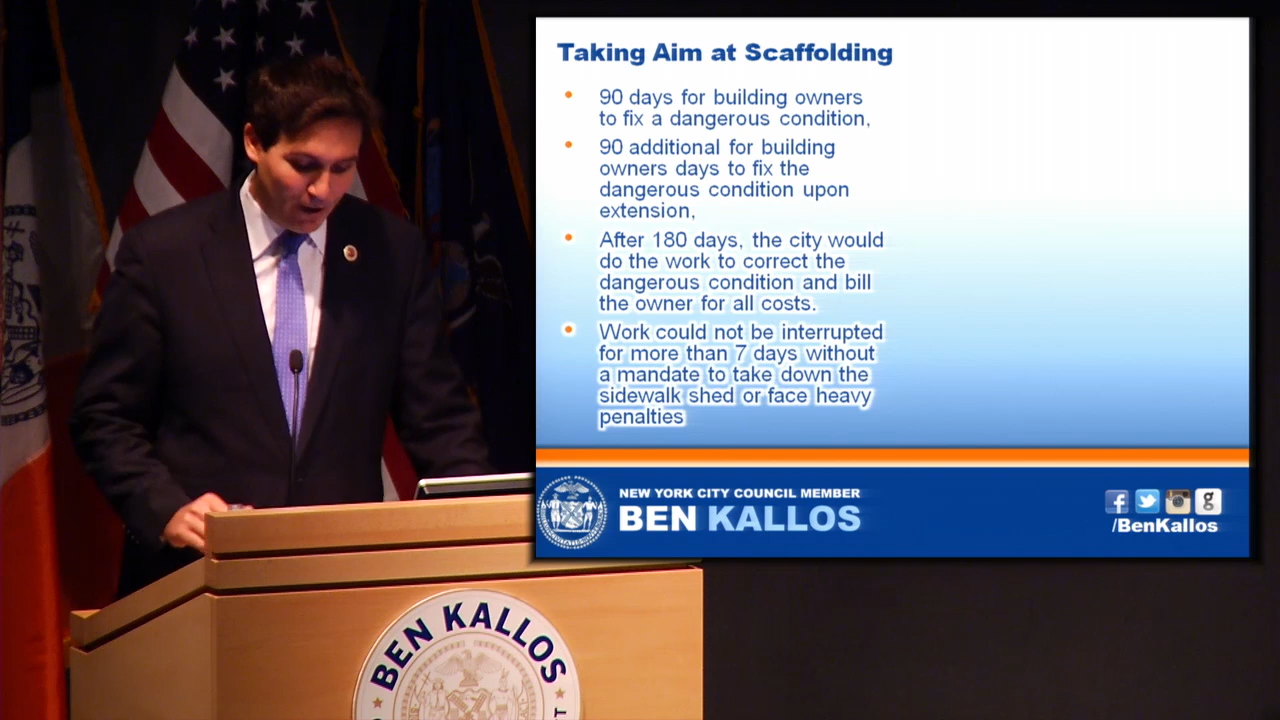 Taking Aim at Scaffolding
• 90 days for building owners
to fix a dangerous condition,
• 90 additional for building
owners days to fix the
dangerous condition upon
extension,
• After 180 days, the city would
do the work to correct the
dangerous condition and bill
the owner for all costs.
• Work could not be interrupted
for more than 7 days without
a mandate to take down the
sidewalk shed or face heavy
penalties
NEW YORK CITY COUNCIL MEMBER
BEN KALLOS
/BenKallos
BEN KALLOS